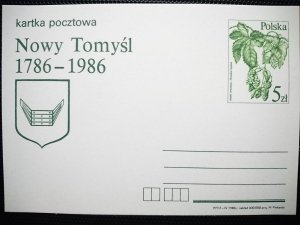 kartka pocztowa
Nowy Tomyśl
1786–1986
Polska
5 zł